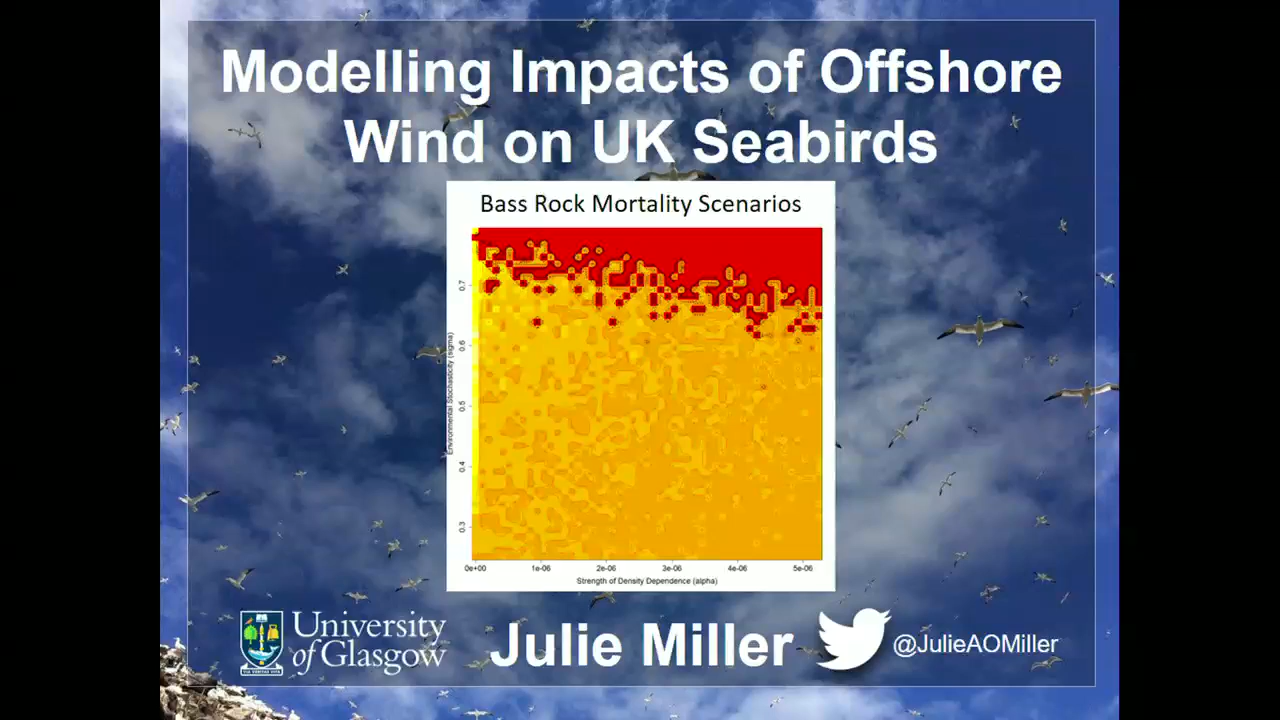 Modelling Impacts of Offshore
Wind on UK Seabirds
Bass Rock Mortality Scenarios
Environmental Stochasticity (sigma)
0.7
0.6
0.5
0.4
0.3
0e+00 1e-06 2e-06 3e-06 4e-06 5e-06
Strength of Density Dependence (alpha)
University
of Glasgow
Julie Miller
@JulieAOMiller